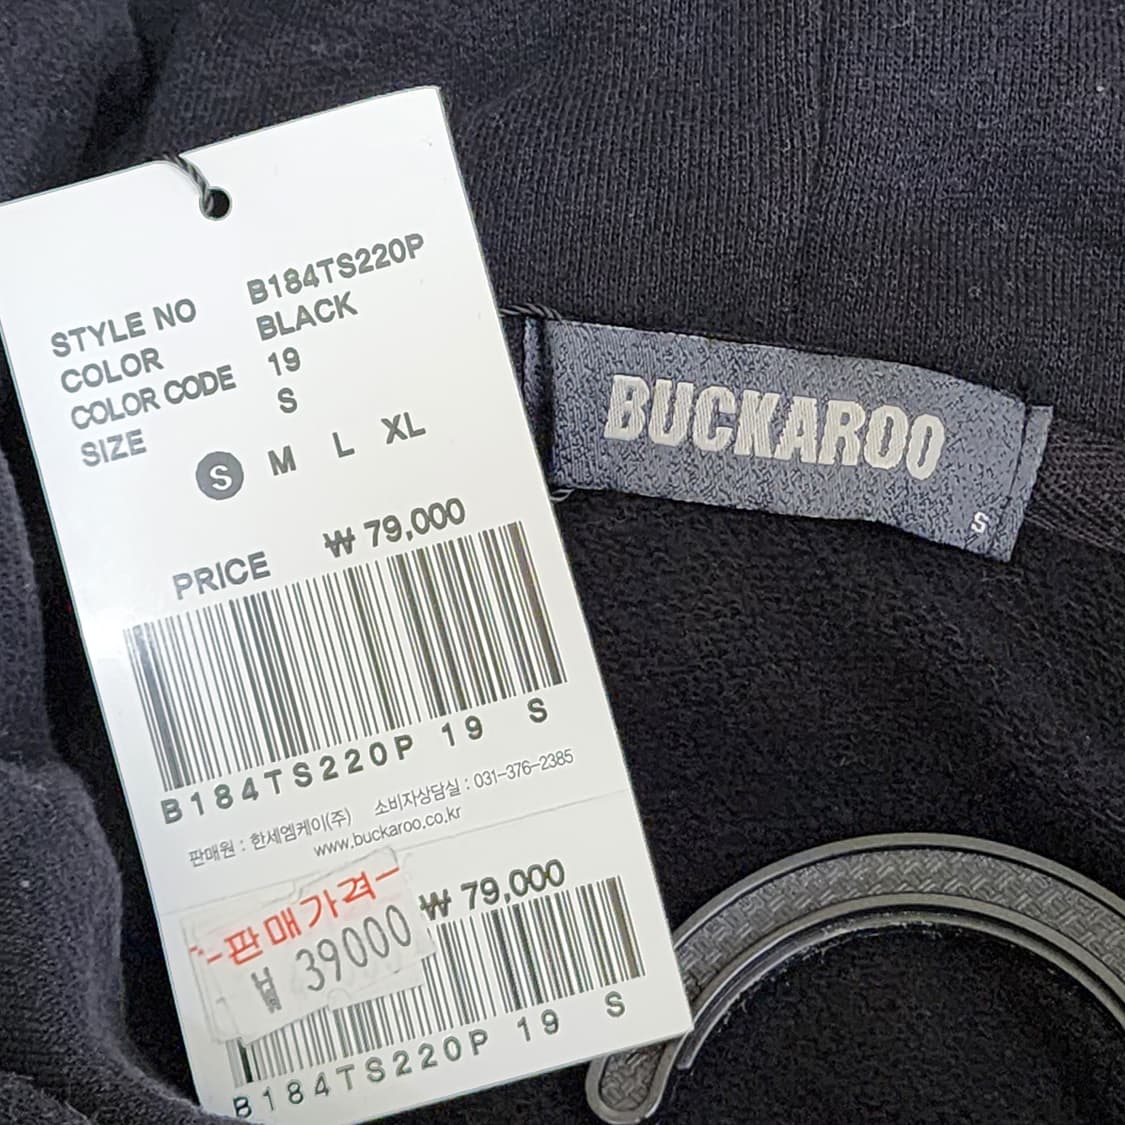 STYLE NO B184TS220P
COLOR BLACK
COLOR CODE 19
SIZE S
S M L XL
PRICE ₩ 79,000
B184TS220P 19 S
판매원 : 한세엠케이(주) 소비자상담실 : 031-376-2385
www.buckaroo.co.kr
판매가격
₩ 39000
₩ 79,000
B184TS220P 19 S
BUCKAROO
S